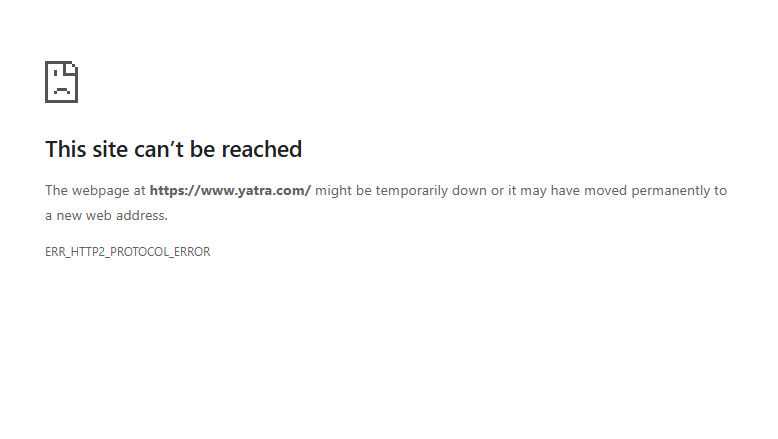 This site can’t be reached
The webpage at https://www.yatra.com/ might be temporarily down or it may have moved permanently to
a new web address.
ERR_HTTP2_PROTOCOL_ERROR